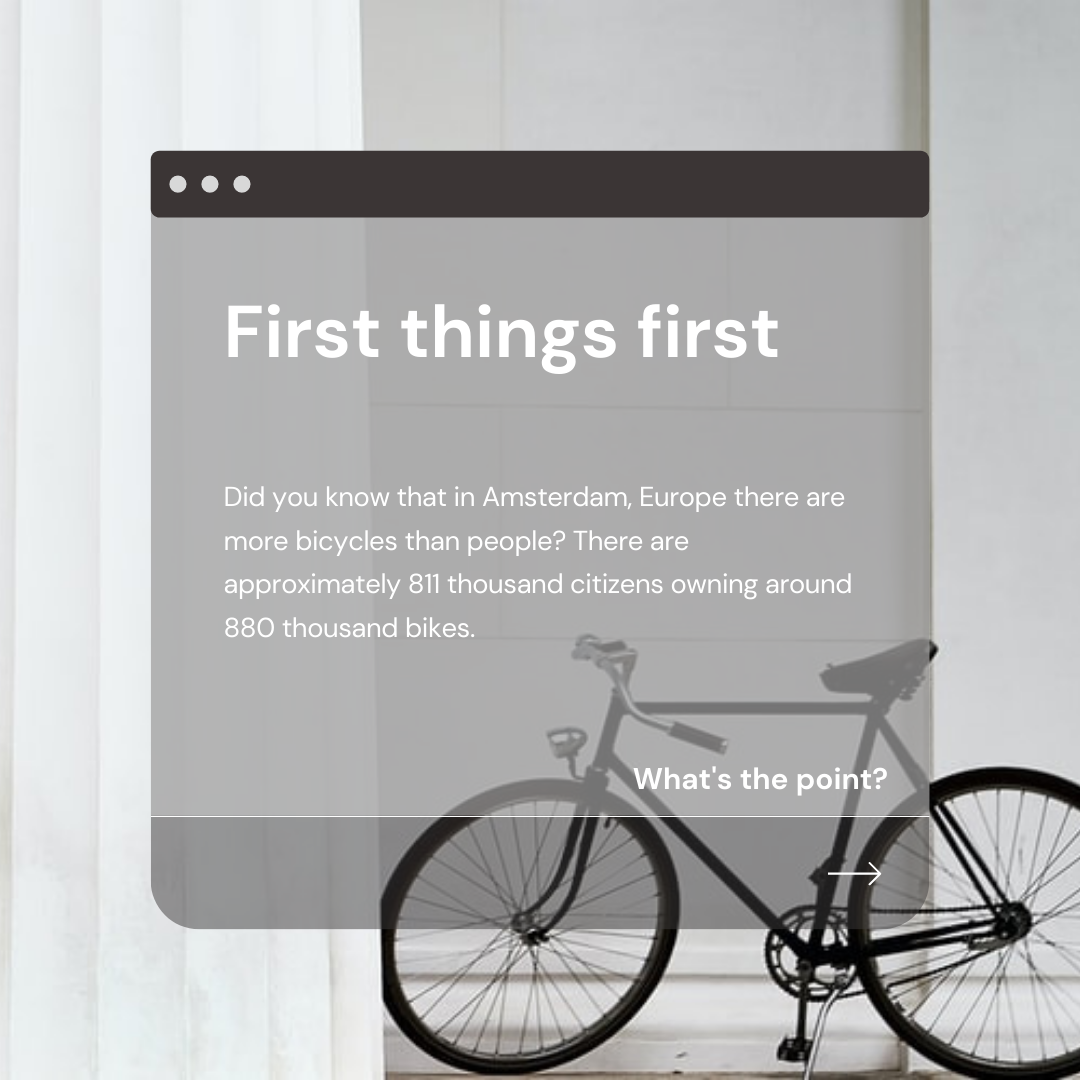 First things first
Did you know that in Amsterdam, Europe there are
more bicycles than people? There are
approximately 811 thousand citizens owning around
880 thousand bikes.
What's the point?